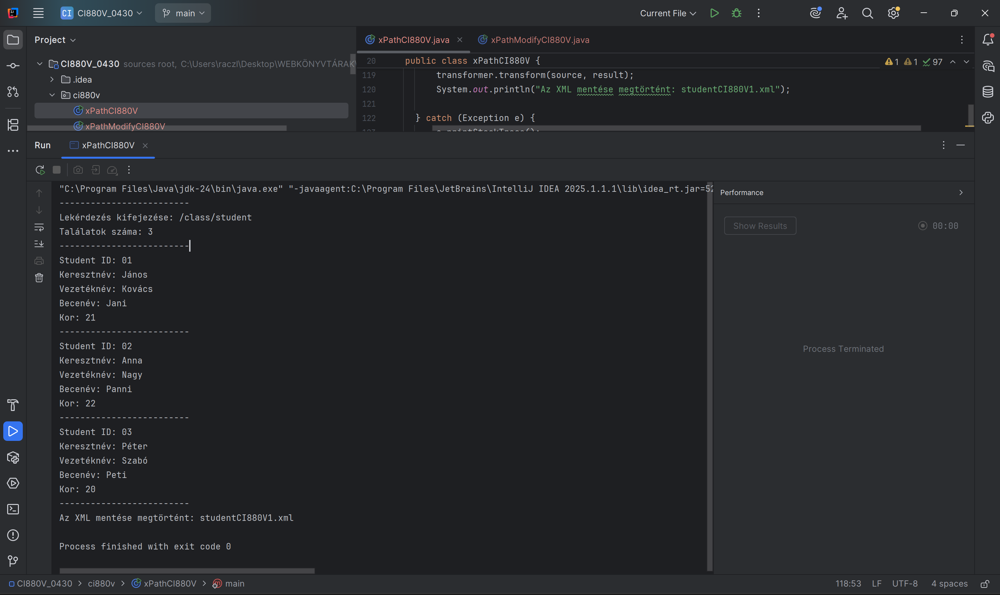 CI CI880V_0430 main Current File
Project
xPathCI880V.java
xPathModifyCI880V.java
CI880V_0430 sources root, C:\Users\raczl\Desktop\WEBKÖNYVTÁRAK\
.idea
ci880v
xPathCI880V
xPathModifyCI880V
20 public class xPathCI880V {
1 1 97
119 transformer.transform(source, result);
120 System.out.println("Az XML mentése megtörtént: studentCI880V1.xml");
121
122 } catch (Exception e) {
123 e.printStackTrace();
Run xPathCI880V
"C:\Program Files\Java\jdk-24\bin\java.exe" "-javaagent:C:\Program Files\JetBrains\IntelliJ IDEA 2025.1.1.1\lib\idea_rt.jar=52
-------------------------
Lekérdezés kifejezése: /class/student
Találatok száma: 3
-------------------------
Student ID: 01
Keresztnév: János
Vezetéknév: Kovács
Becenév: Jani
Kor: 21
-------------------------
Student ID: 02
Keresztnév: Anna
Vezetéknév: Nagy
Becenév: Panni
Kor: 22
-------------------------
Student ID: 03
Keresztnév: Péter
Vezetéknév: Szabó
Becenév: Peti
Kor: 20
-------------------------
Az XML mentése megtörtént: studentCI880V1.xml
Process finished with exit code 0
Performance
Show Results
00:00
Process Terminated
CI880V_0430 > ci880v > xPathCI880V > main
118:53 LF UTF-8 4 spaces